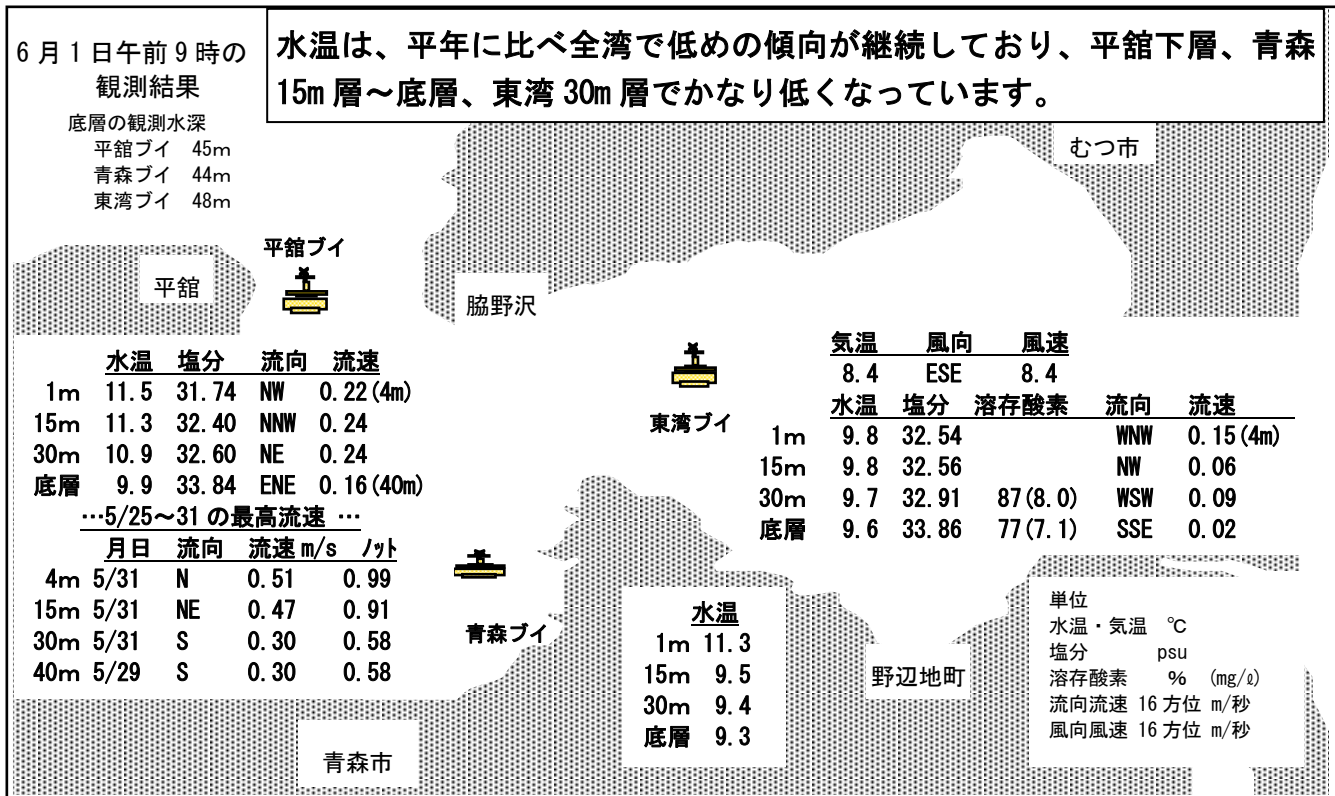 6月1日午前9時の
観測結果
底層の観測水深
平舘ブイ 45m
青森ブイ 44m
東湾ブイ 48m
水温は、平年に比べ全湾で低めの傾向が継続しており、平舘下層、青森
15m層～底層、東湾30m層でかなり低くなっています。
むつ市
平舘ブイ
平舘
脇野沢
水温 塩分 流向 流速
1m 11.5 31.74 NW 0.22(4m)
15m 11.3 32.40 NNW 0.24
30m 10.9 32.60 NE 0.24
底層 9.9 33.84 ENE 0.16(40m)
…5/25～31の最高流速…
月日 流向 流速m/s ノット
4m 5/31 N 0.51 0.99
15m 5/31 NE 0.47 0.91
30m 5/31 S 0.30 0.58
40m 5/29 S 0.30 0.58
東湾ブイ
気温 風向 風速
8.4 ESE 8.4
水温 塩分 溶存酸素 流向 流速
1m 9.8 32.54 WNW 0.15(4m)
15m 9.8 32.56 NW 0.06
30m 9.7 32.91 87(8.0) WSW 0.09
底層 9.6 33.86 77(7.1) SSE 0.02
青森ブイ
水温
1m 11.3
15m 9.5
30m 9.4
底層 9.3
野辺地町
青森市
単位
水温・気温 ℃
塩分 psu
溶存酸素 % (mg/ℓ)
流向流速 16方位 m/秒
風向風速 16方位 m/秒